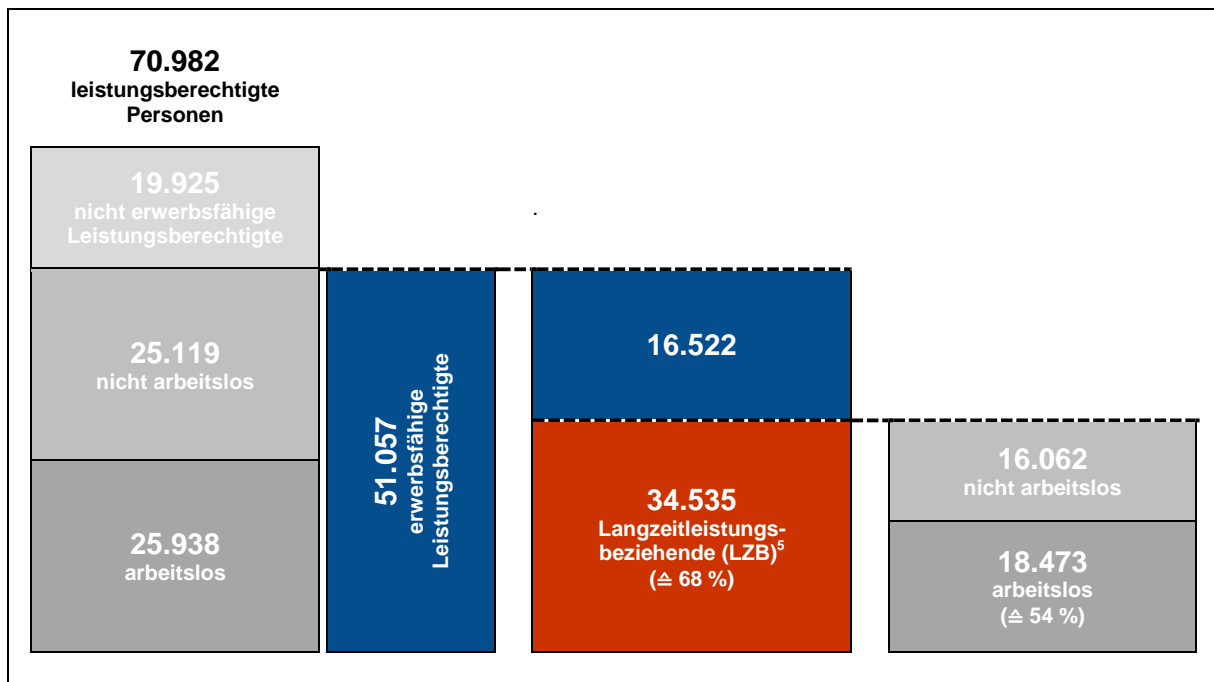 70.982
leistungsberechtigte
Personen
19.925
nicht erwerbsfähige
Leistungsberechtigte
25.119
nicht arbeitslos
25.938
arbeitslos
51.057
erwerbsfähige
Leistungsberechtigte
16.522
34.535
Langzeitleistungs-
beziehende (LZB)⁵
(≙ 68 %)
16.062
nicht arbeitslos
18.473
arbeitslos
(≙ 54 %)